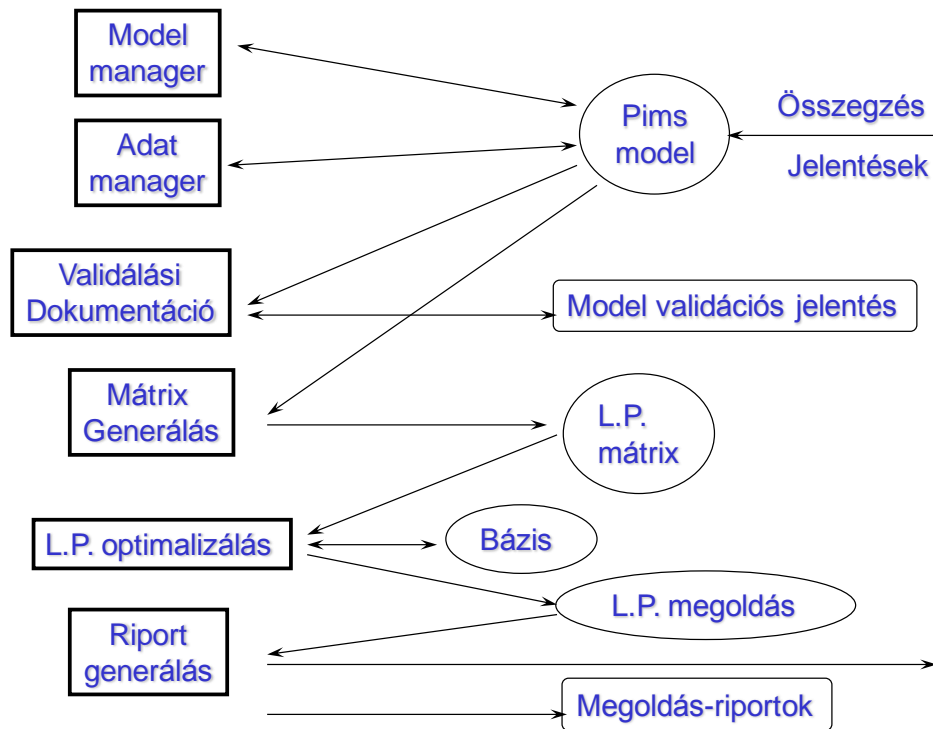 Model
manager
Pims
model
Összegzés
Jelentések
Adat
manager
Validálási
Dokumentáció
Model validációs jelentés
Mátrix
Generálás
L.P.
mátrix
L.P. optimalizálás
Bázis
L.P. megoldás
Riport
generálás
Megoldás-riportok